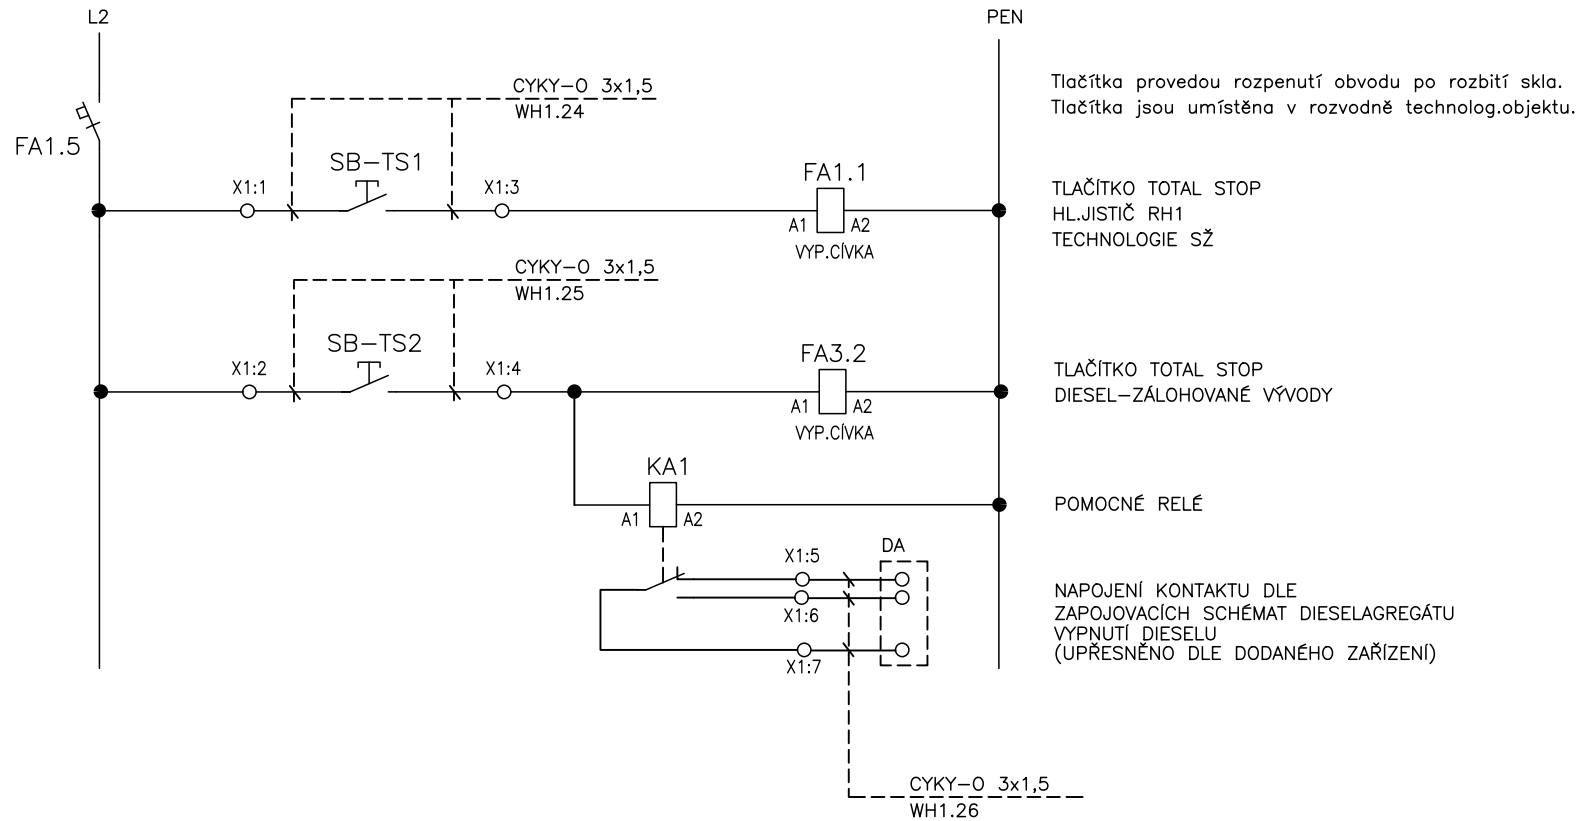 L2
PEN
CYKY-O 3x1,5
WH1.24
Tlačítka provedou rozpenutí obvodu po rozbití skla.
Tlačítka jsou umístěna v rozvodně technolog.objektu.
FA1.5
SB-TS1
X1:1
X1:3
FA1.1
A1
A2
VYP.CÍVKA
TLAČÍTKO TOTAL STOP
HL.JISTIČ RH1
TECHNOLOGIE SŽ
CYKY-O 3x1,5
WH1.25
SB-TS2
X1:2
X1:4
FA3.2
A1
A2
VYP.CÍVKA
TLAČÍTKO TOTAL STOP
DIESEL-ZÁLOHOVANÉ VÝVODY
KA1
A1
A2
POMOCNÉ RELÉ
X1:5
DA
X1:6
X1:7
NAPOJENÍ KONTAKTU DLE
ZAPOJOVACÍCH SCHÉMAT DIESELAGREGÁTU
VYPNUTÍ DIESELU
(UPŘESNĚNO DLE DODANÉHO ZAŘÍZENÍ)
CYKY-O 3x1,5
WH1.26